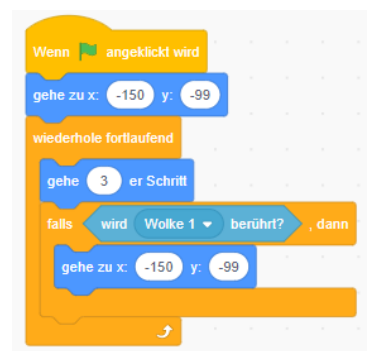 Wenn angeklickt wird
gehe zu x: -150 y: -99
wiederhole fortlaufend
gehe 3 er Schritt
falls wird Wolke 1 berührt? , dann
gehe zu x: -150 y: -99